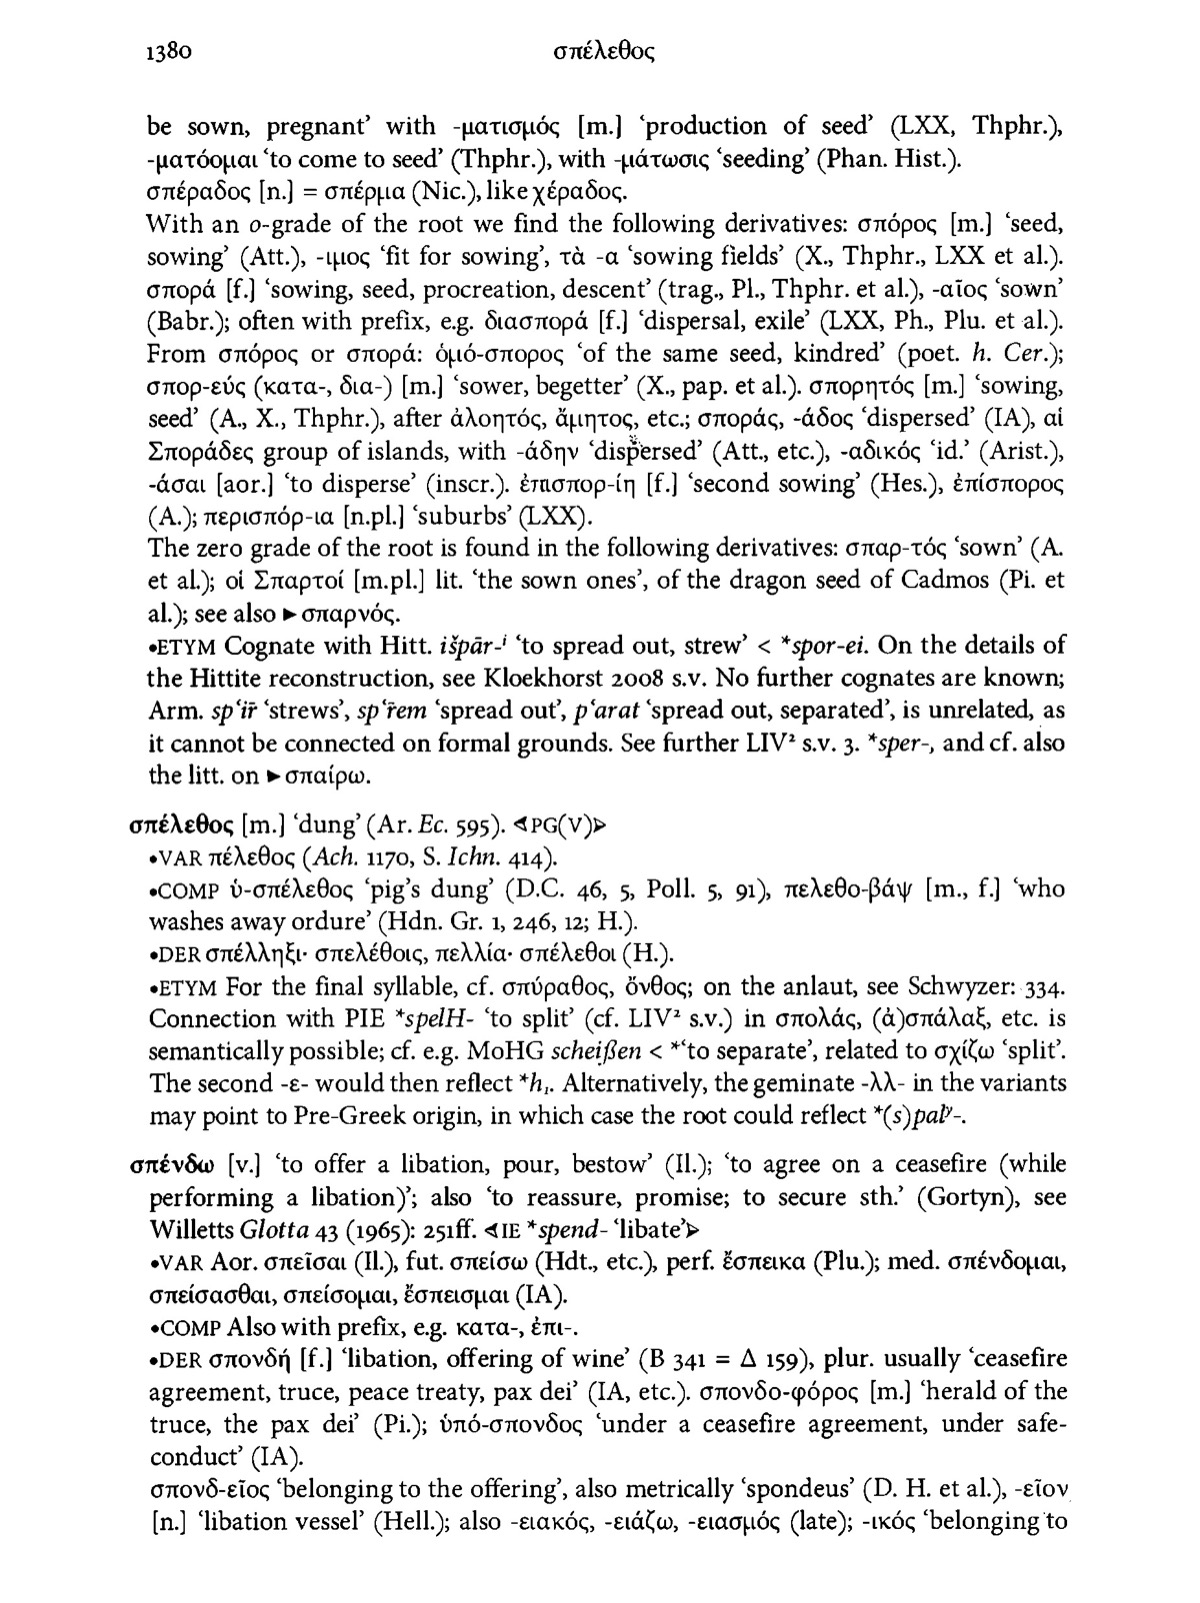 1380 σπέλεθος
be sown, pregnant’ with -ματισμός [m.] ‘production of seed’ (LXX, Thphr.),
-ματόομαι ‘to come to seed’ (Thphr.), with -μάτωσις ‘seeding’ (Phan. Hist.).
σπέραδος [n.] = σπέρμα (Nic.), like χέραδος.
With an o-grade of the root we find the following derivatives: σπόρος [m.] ‘seed,
sowing’ (Att.), -ιμος ‘fit for sowing’, τὰ -α ‘sowing fields’ (X., Thphr., LXX et al.).
σπορά [f.] ‘sowing, seed, procreation, descent’ (trag., Pl., Thphr. et al.), -αῖος ‘sown’
(Babr.); often with prefix, e.g. διασπορά [f.] ‘dispersal, exile’ (LXX, Ph., Plu. et al.).
From σπόρος or σπορά: ὁμό-σπορος ‘of the same seed, kindred’ (poet. h. Cer.);
σπορ-εύς (κατα-, δια-) [m.] ‘sower, begetter’ (X., pap. et al.). σπορητός [m.] ‘sowing,
seed’ (A., X., Thphr.), after ἀλοητός, ἄμητος, etc.; σποράς, -άδος ‘dispersed’ (IA), αἱ
Σποράδες group of islands, with -άδην ‘dispersed’ (Att., etc.), -αδικός ‘id.’ (Arist.),
-άσαι [aor.] ‘to disperse’ (inscr.). ἐπισπορ-ίη [f.] ‘second sowing’ (Hes.), ἐπίσπορος
(A.); περισπόρ-ια [n.pl.] ‘suburbs’ (LXX).
The zero grade of the root is found in the following derivatives: σπαρ-τός ‘sown’ (A.
et al.); οἱ Σπαρτοί [m.pl.] lit. ‘the sown ones’, of the dragon seed of Cadmos (Pi. et
al.); see also ►σπαρνός.
•ETYM Cognate with Hitt. išpār-ⁱ ‘to spread out, strew’ < *spor-ei. On the details of
the Hittite reconstruction, see Kloekhorst 2008 s.v. No further cognates are known;
Arm. sp‘iṙ ‘strews’, sp‘ṙem ‘spread out’, p‘arat ‘spread out, separated’, is unrelated, as
it cannot be connected on formal grounds. See further LIV² s.v. 3. *sper-, and cf. also
the litt. on ►σπαίρω.
σπέλεθος [m.] ‘dung’ (Ar. Ec. 595). ⊲PG(V)⊳
•VAR πέλεθος (Ach. 1170, S. Ichn. 414).
•COMP ὑ-σπέλεθος ‘pig’s dung’ (D.C. 46, 5, Poll. 5, 91), πελεθο-βάψ [m., f.] ‘who
washes away ordure’ (Hdn. Gr. 1, 246, 12; H.).
•DER σπέλληξι· σπελέθοις, πελλία· σπέλεθοι (H.).
•ETYM For the final syllable, cf. σπύραθος, ὄνθος; on the anlaut, see Schwyzer: 334.
Connection with PIE *spelH- ‘to split’ (cf. LIV² s.v.) in σπολάς, (ἀ)σπάλαξ, etc. is
semantically possible; cf. e.g. MoHG scheißen < *‘to separate’, related to σχίζω ‘split’.
The second -ε- would then reflect *h₁. Alternatively, the geminate -λλ- in the variants
may point to Pre-Greek origin, in which case the root could reflect *(s)palʸ-.
σπένδω [v.] ‘to offer a libation, pour, bestow’ (Il.); ‘to agree on a ceasefire (while
performing a libation)’; also ‘to reassure, promise; to secure sth.’ (Gortyn), see
Willetts Glotta 43 (1965): 251ff. ⊲IE *spend- ‘libate’⊳
•VAR Aor. σπεῖσαι (Il.), fut. σπείσω (Hdt., etc.), perf. ἔσπεικα (Plu.); med. σπένδομαι,
σπείσασθαι, σπείσομαι, ἔσπεισμαι (IA).
•COMP Also with prefix, e.g. κατα-, ἐπι-.
•DER σπονδή [f.] ‘libation, offering of wine’ (Β 341 = Δ 159), plur. usually ‘ceasefire
agreement, truce, peace treaty, pax dei’ (IA, etc.). σπονδο-φόρος [m.] ‘herald of the
truce, the pax dei’ (Pi.); ὑπό-σπονδος ‘under a ceasefire agreement, under safe-
conduct’ (IA).
σπονδ-εῖος ‘belonging to the offering’, also metrically ‘spondeus’ (D. H. et al.), -εῖον
[n.] ‘libation vessel’ (Hell.); also -ειακός, -ειάζω, -ειασμός (late); -ικός ‘belonging to